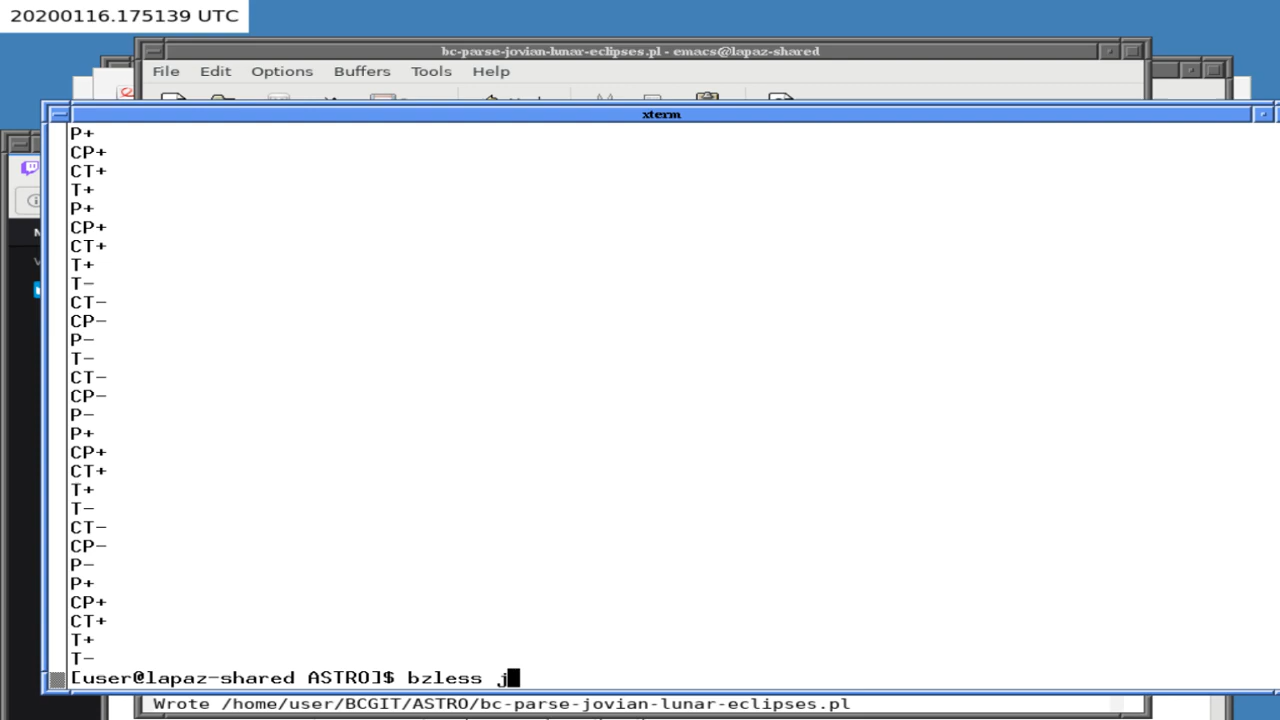 20200116.175139 UTC
bc-parse-jovian-lunar-eclipses.pl - emacs@lapaz-shared
File Edit Options Buffers Tools Help
xterm
P+
CP+
CT+
T+
P+
CP+
CT+
T+
T-
CT-
CP-
P-
T-
CT-
CP-
P-
P+
CP+
CT+
T+
T-
CT-
CP-
P-
P+
CP+
CT+
T+
T-
[user@lapaz-shared ASTRO]$ bzless j
Wrote /home/user/BCGIT/ASTRO/bc-parse-jovian-lunar-eclipses.pl